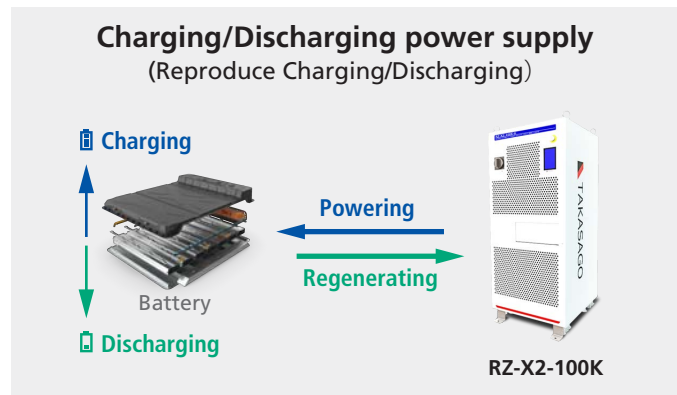 Charging/Discharging power supply
(Reproduce Charging/Discharging）
Charging
Powering
Regenerating
Battery
Discharging
TAKASAGO
RZ-X2-100K